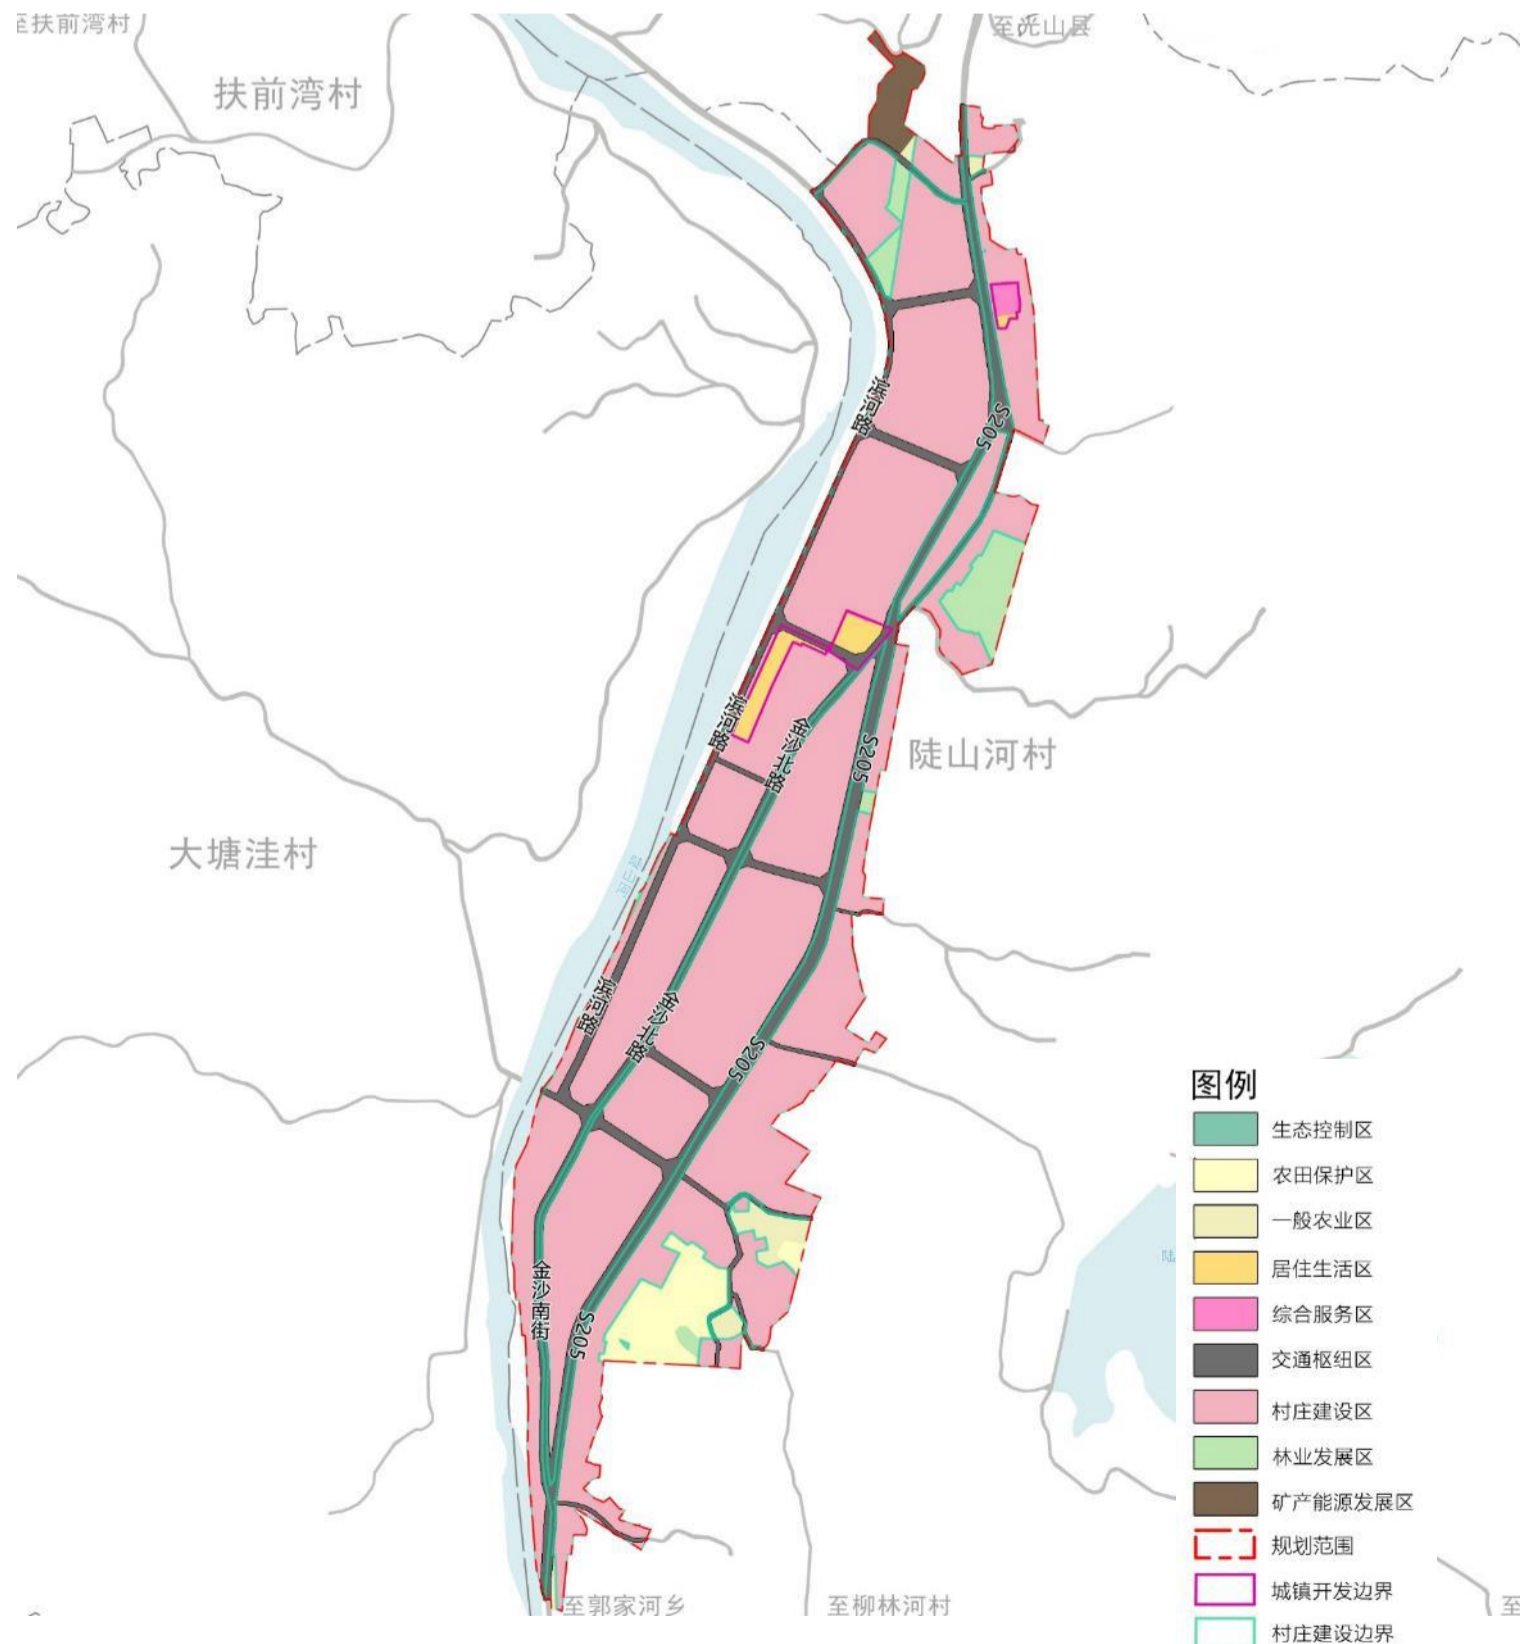 至扶前湾村
至光山县
扶前湾村
滨河路
S205
滨河路
金沙北路
S205
陡山河村
大塘洼村
陡山河
滨河路
金沙北路
S205
金沙南街
S205
至郭家河乡
至柳林河村
图例
生态控制区
农田保护区
一般农业区
居住生活区
综合服务区
交通枢纽区
村庄建设区
林业发展区
矿产能源发展区
规划范围
城镇开发边界
村庄建设边界
至